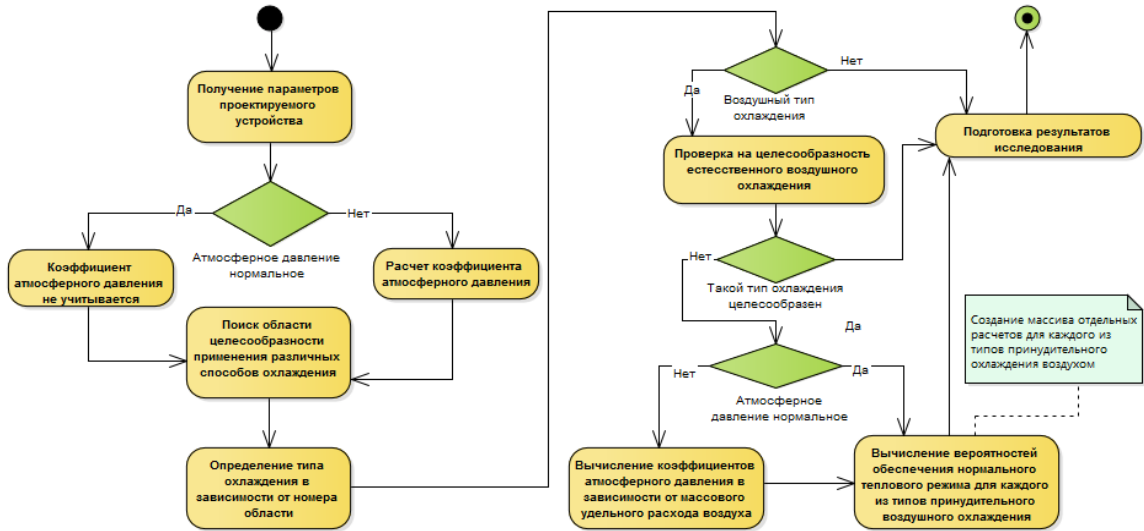 Получение параметров
проектируемого
устройства
Да
Нет
Атмосферное давление
нормальное
Коэффициент
атмосферного давления
не учитывается
Расчет коэффициента
атмосферного давления
Поиск области
целесообразности
применения различных
способов охлаждения
Определение типа
охлаждения в
зависимости от номера
области
Нет
Да
Воздушный тип
охлаждения
Подготовка результатов
исследования
Проверка на целесообразность
естесственного воздушного
охлаждения
Нет
Такой тип охлаждения
целесообразен
Да
Нет
Да
Атмосферное
давление нормальное
Создание массива отдельных
расчетов для каждого из
типов принудительного
охлаждения воздухом
Вычисление коэффициентов
атмосферного давления в
зависимости от массового
удельного расхода воздуха
Вычисление вероятностей
обеспечения нормального
теплового режима для каждого
из типов принудительного
воздушного охлаждения